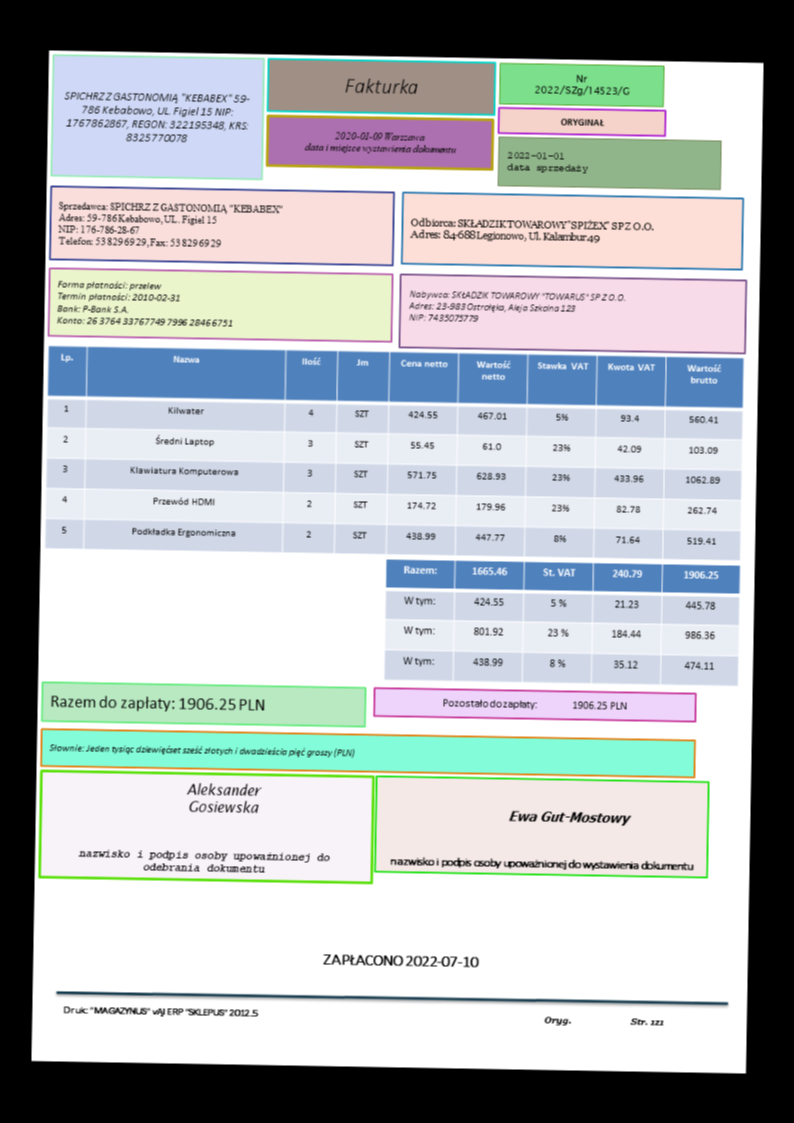 SPICHRZ Z GASTONOMIĄ "KEBABEX" 59-
786 Kebabowo, UL. Figiel 15 NIP:
1767862867, REGON: 322195348, KRS:
8325770078
Fakturka
2020-01-09 Warszawa
data i miejsce wystawienia dokumentu
Nr
2022/SZg/14523/G
ORYGINAŁ
2022-01-01
data sprzedaży
Sprzedawca: SPICHRZ Z GASTONOMIĄ "KEBABEX"
Adres: 59-786 Kebabowo, UL. Figiel 15
NIP: 176-786-28-67
Telefon: 538296929, Fax: 538296929
Odbiorca: SKŁADZIK TOWAROWY "SPIŻEX" SP Z O.O.
Adres: 84-688 Legionowo, Ul. Kalambur 49
Forma płatności: przelew
Termin płatności: 2010-02-31
Bank: P-Bank S.A.
Konto: 26 3764 33767749 7996 2846 6751
Nabywca: SKŁADZIK TOWAROWY "TOWARUS" SP Z O.O.
Adres: 23-983 Ostrołęka, Aleja Szkolna 123
NIP: 7435075779
Lp. Nazwa Ilość Jm Cena netto Wartość netto Stawka VAT Kwota VAT Wartość brutto
1 Kilwater 4 SZT 424.55 467.01 5% 93.4 560.41
2 Średni Laptop 3 SZT 55.45 61.0 23% 42.09 103.09
3 Klawiatura Komputerowa 3 SZT 571.75 628.93 23% 433.96 1062.89
4 Przewód HDMI 2 SZT 174.72 179.96 23% 82.78 262.74
5 Podkładka Ergonomiczna 2 SZT 438.99 447.77 8% 71.64 519.41
Razem: 1665.46 St. VAT 240.79 1906.25
W tym: 424.55 5 % 21.23 445.78
W tym: 801.92 23 % 184.44 986.36
W tym: 438.99 8 % 35.12 474.11
Razem do zapłaty: 1906.25 PLN
Pozostało do zapłaty: 1906.25 PLN
Słownie: Jeden tysiąc dziewięćset sześć złotych i dwadzieścia pięć groszy (PLN)
Aleksander
Gosiewska
nazwisko i podpis osoby upoważnionej do
odebrania dokumentu
Ewa Gut-Mostowy
nazwisko i podpis osoby upoważnionej do wystawienia dokumentu
ZAPŁACONO 2022-07-10
Druk: "MAGAZYNUS" vAJ ERP "SKLEPUS" 2012.5
Oryg. Str. 121